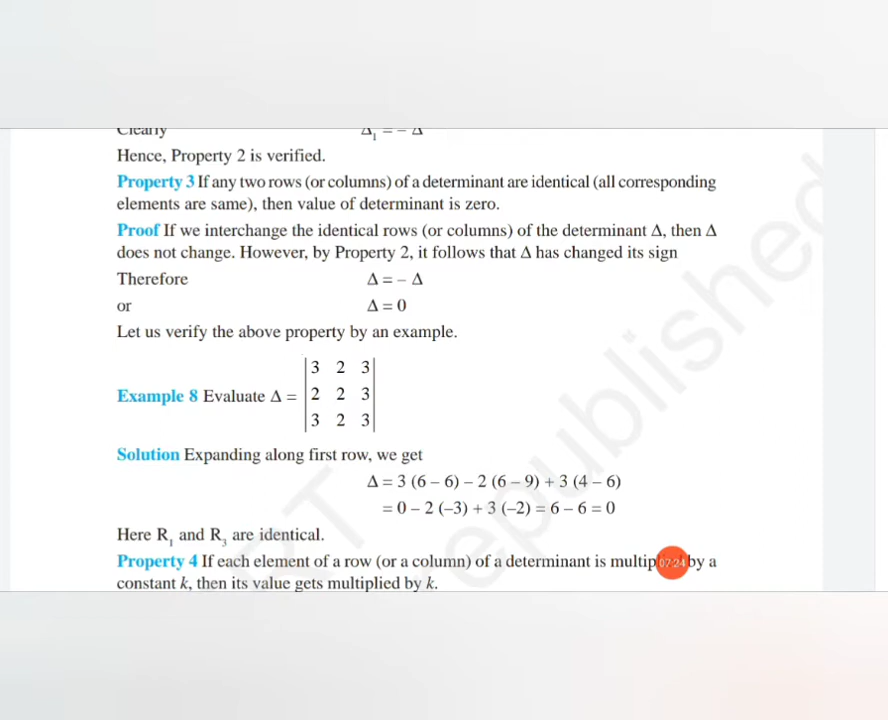 Clearly Δ₁ = – Δ
Hence, Property 2 is verified.
Property 3 If any two rows (or columns) of a determinant are identical (all corresponding
elements are same), then value of determinant is zero.
Proof If we interchange the identical rows (or columns) of the determinant Δ, then Δ
does not change. However, by Property 2, it follows that Δ has changed its sign
Therefore Δ = – Δ
or Δ = 0
Let us verify the above property by an example.
3 2 3
Example 8 Evaluate Δ = 2 2 3
3 2 3
Solution Expanding along first row, we get
Δ = 3 (6 – 6) – 2 (6 – 9) + 3 (4 – 6)
= 0 – 2 (–3) + 3 (–2) = 6 – 6 = 0
Here R₁ and R₃ are identical.
Property 4 If each element of a row (or a column) of a determinant is multip 07:24 by a
constant k, then its value gets multiplied by k.
republished